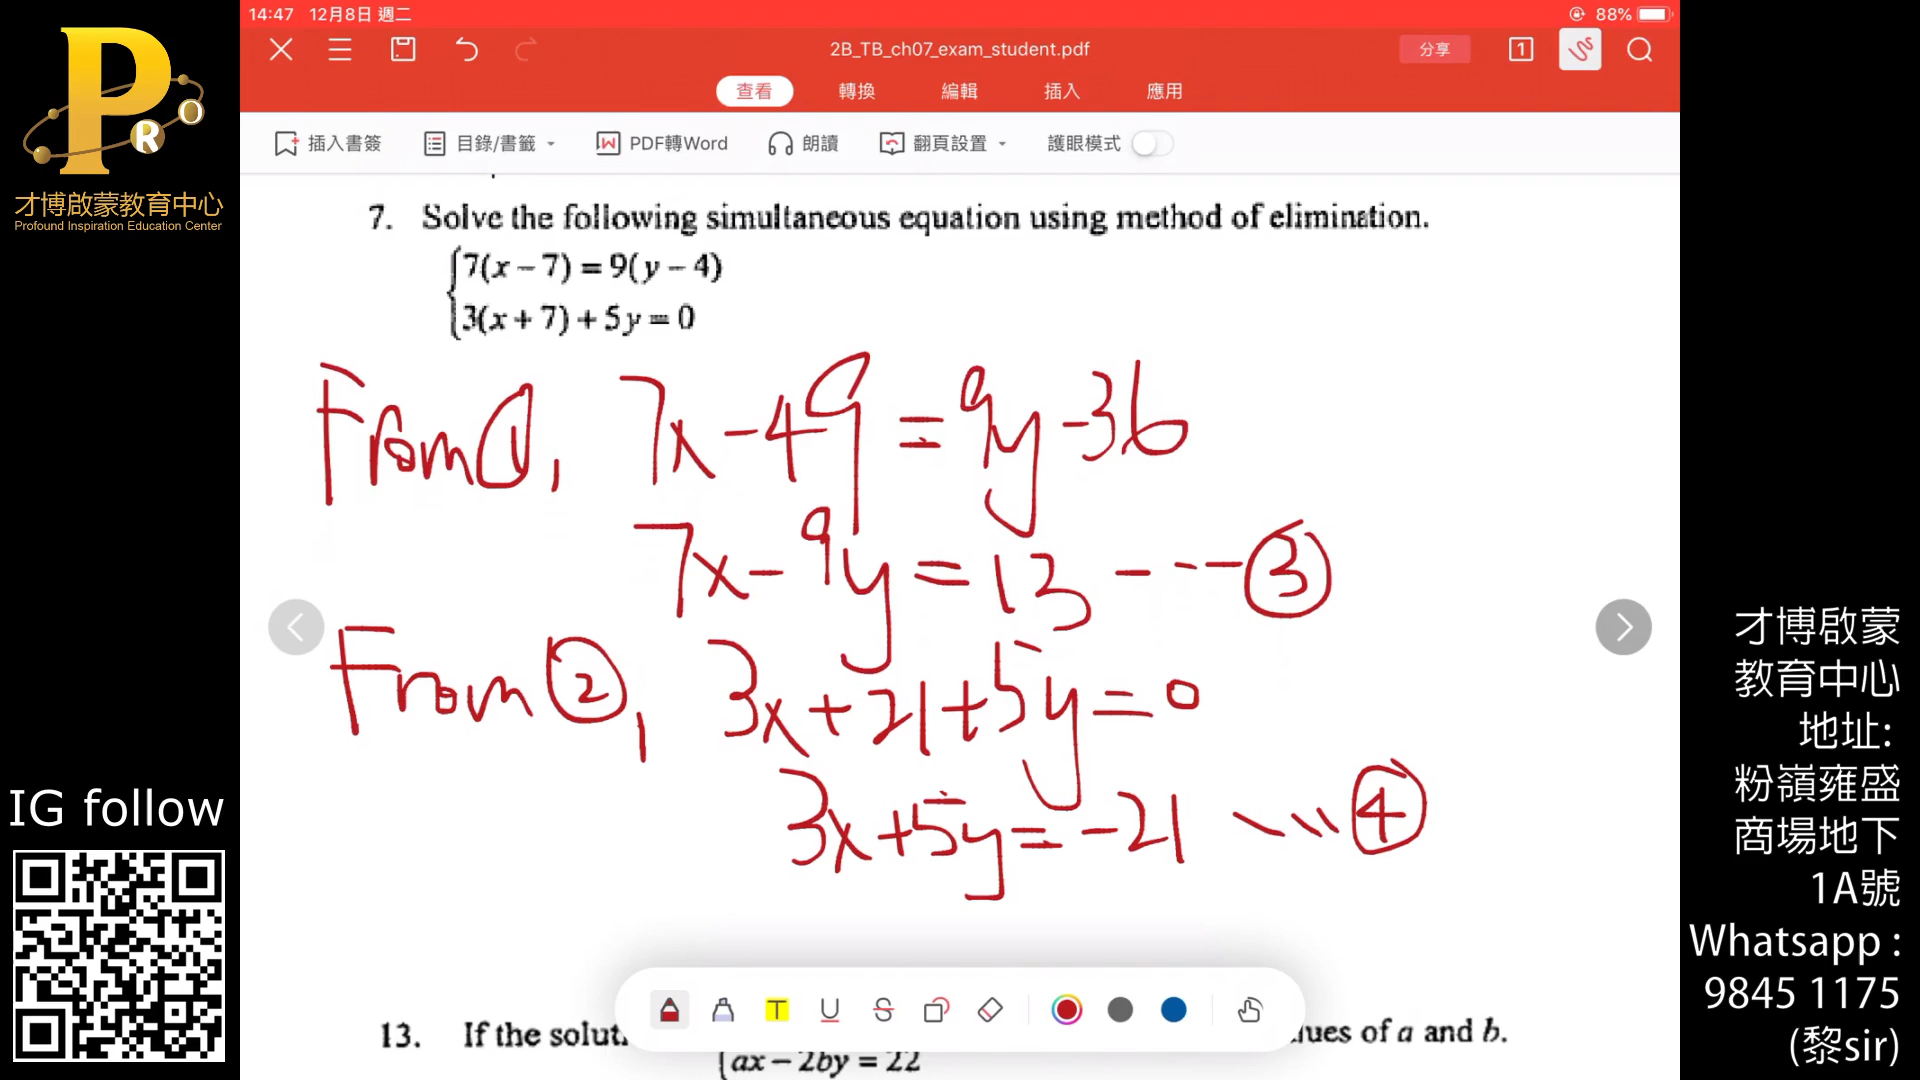 14:47 12月8日 週二
88%
2B_TB_ch07_exam_student.pdf
分享
1
查看 轉換 編輯 插入 應用
插入書簽 目錄/書籤 PDF轉Word 朗讀 翻頁設置 護眼模式
P R O
才博啟蒙教育中心
Profound Inspiration Education Center
7. Solve the following simultaneous equation using method of elimination.
7(x − 7) = 9(y − 4)
3(x + 7) + 5y = 0
From ①, 7x − 49 = 9y − 36
7x − 9y = 13 ---- ③
From ②, 3x + 21 + 5y = 0
3x + 5y = −21 .... ④
13. If the solut
lues of a and b.
ax − 2by = 22
T U S
IG follow
才博啟蒙
教育中心
地址:
粉嶺雍盛
商場地下
1A號
Whatsapp :
9845 1175
(黎sir)